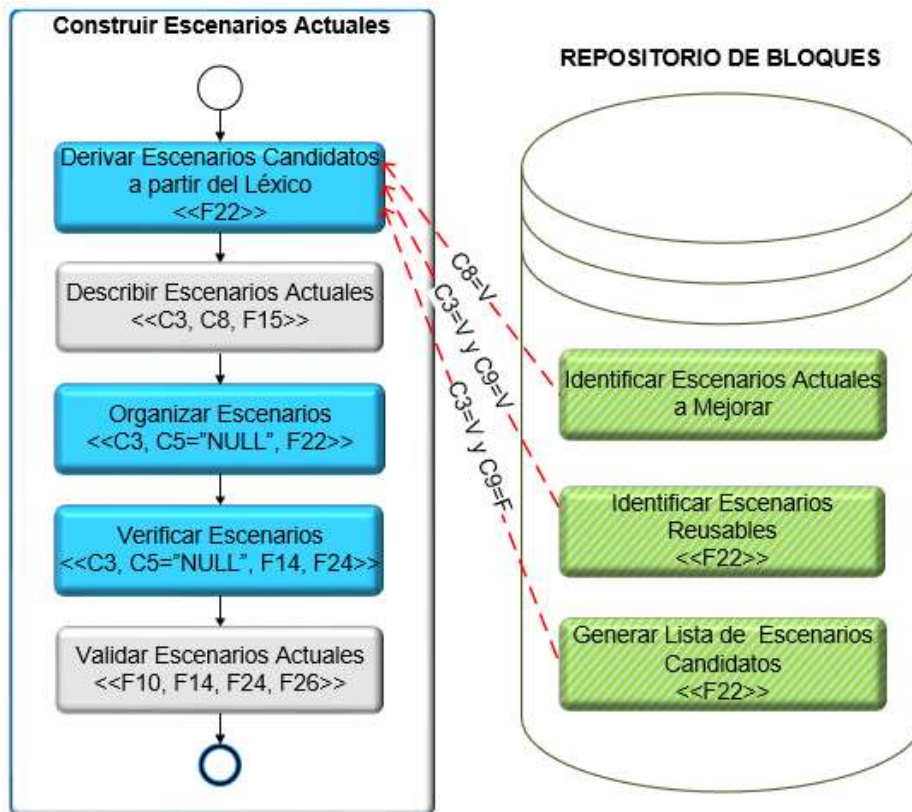 Construir Escenarios Actuales
Derivar Escenarios Candidatos
a partir del Léxico
<<F22>>
Describir Escenarios Actuales
<<C3, C8, F15>>
Organizar Escenarios
<<C3, C5="NULL", F22>>
Verificar Escenarios
<<C3, C5="NULL", F14, F24>>
Validar Escenarios Actuales
<<F10, F14, F24, F26>>
C8=V
C3=V y C9=V
C3=V y C9=F
REPOSITORIO DE BLOQUES
Identificar Escenarios Actuales
a Mejorar
Identificar Escenarios
Reusables
<<F22>>
Generar Lista de Escenarios
Candidatos
<<F22>>